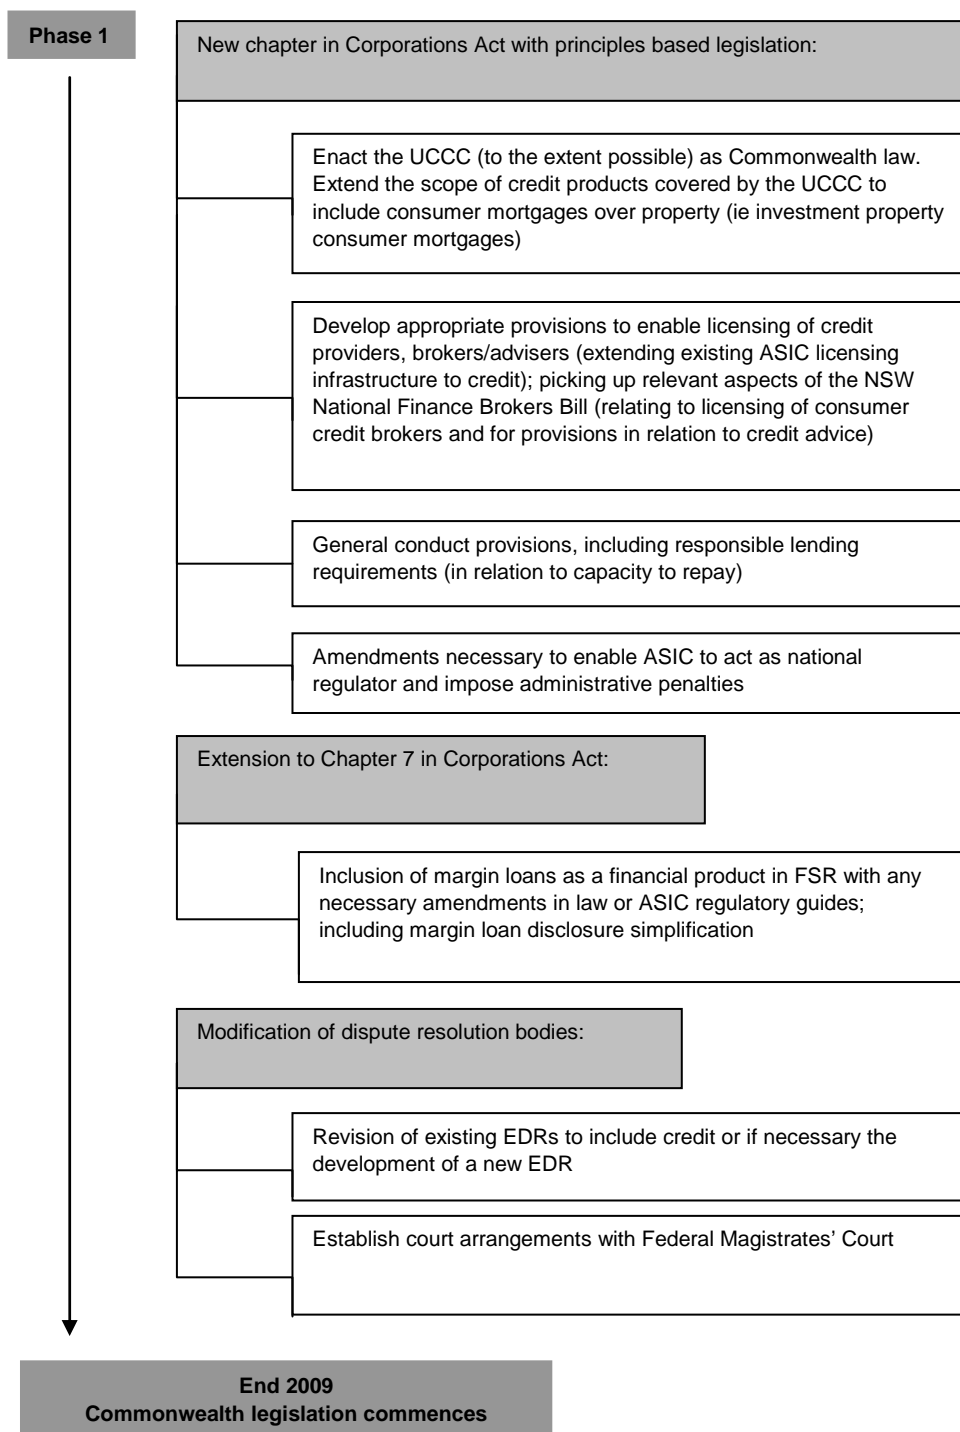 Phase 1
New chapter in Corporations Act with principles based legislation:
Enact the UCCC (to the extent possible) as Commonwealth law.
Extend the scope of credit products covered by the UCCC to
include consumer mortgages over property (ie investment property
consumer mortgages)
Develop appropriate provisions to enable licensing of credit
providers, brokers/advisers (extending existing ASIC licensing
infrastructure to credit); picking up relevant aspects of the NSW
National Finance Brokers Bill (relating to licensing of consumer
credit brokers and for provisions in relation to credit advice)
General conduct provisions, including responsible lending
requirements (in relation to capacity to repay)
Amendments necessary to enable ASIC to act as national
regulator and impose administrative penalties
Extension to Chapter 7 in Corporations Act:
Inclusion of margin loans as a financial product in FSR with any
necessary amendments in law or ASIC regulatory guides;
including margin loan disclosure simplification
Modification of dispute resolution bodies:
Revision of existing EDRs to include credit or if necessary the
development of a new EDR
Establish court arrangements with Federal Magistrates’ Court
End 2009
Commonwealth legislation commences